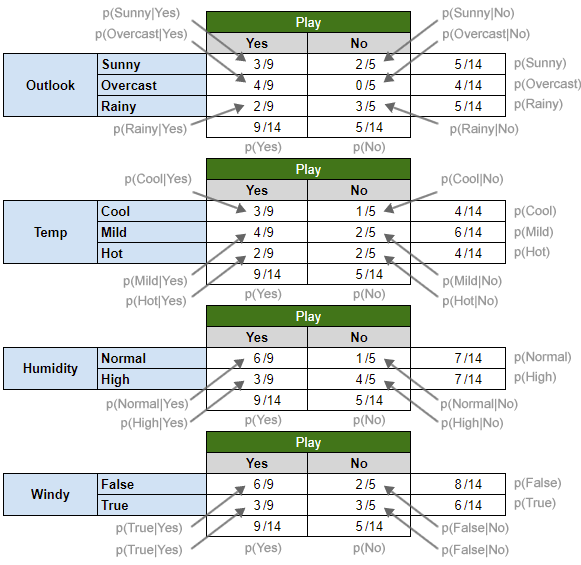 p(Sunny|Yes) Play p(Sunny|No)
p(Overcast|Yes) Yes No p(Overcast|No)
Outlook Sunny 3/9 2/5 5/14 p(Sunny)
Overcast 4/9 0/5 4/14 p(Overcast)
Rainy 2/9 3/5 5/14 p(Rainy)
p(Rainy|Yes) 9/14 5/14 p(Rainy|No)
p(Yes) p(No)
Play
p(Cool|Yes) Yes No p(Cool|No)
Temp Cool 3/9 1/5 4/14 p(Cool)
Mild 4/9 2/5 6/14 p(Mild)
Hot 2/9 2/5 4/14 p(Hot)
9/14 5/14
p(Mild|Yes) p(Mild|No)
p(Hot|Yes) p(Yes) p(No) p(Hot|No)
Play
Yes No
Humidity Normal 6/9 1/5 7/14 p(Normal)
High 3/9 4/5 7/14 p(High)
p(Normal|Yes) 9/14 5/14 p(Normal|No)
p(High|Yes) p(Yes) p(No) p(High|No)
Play
Yes No
Windy False 6/9 2/5 8/14 p(False)
True 3/9 3/5 6/14 p(True)
p(True|Yes) 9/14 5/14 p(False|No)
p(True|Yes) p(Yes) p(No) p(False|No)